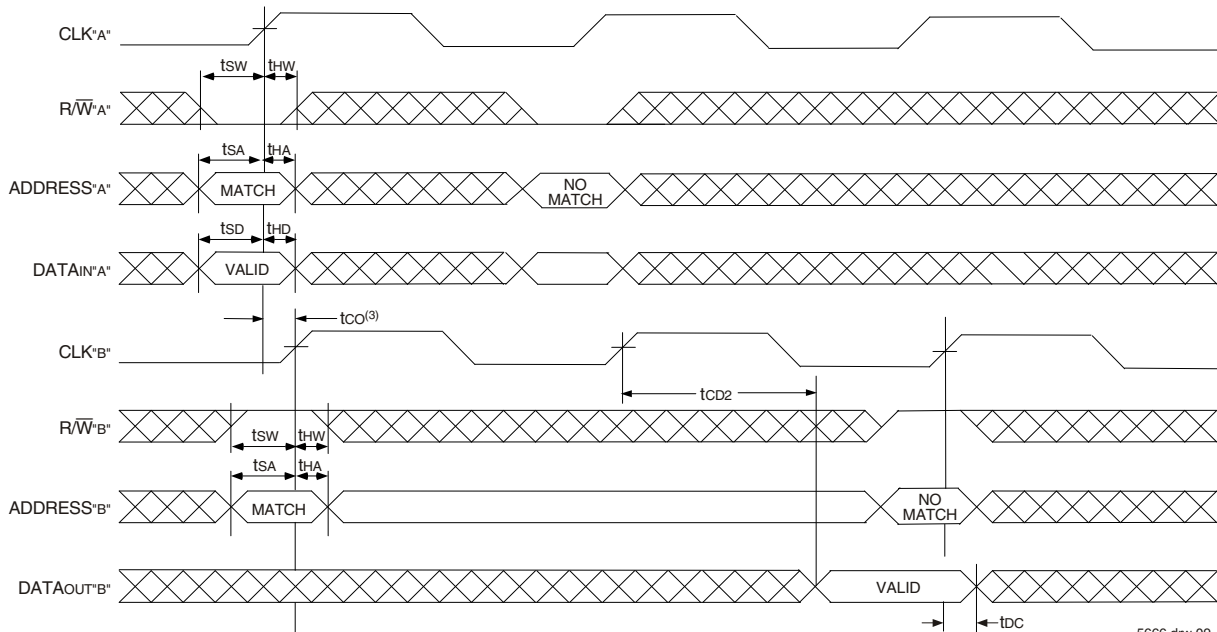 CLK"A"
tSW tHW
R/W"A"
tSA tHA
ADDRESS"A" MATCH NO MATCH
tSD tHD
DATAIN"A" VALID
tCO(3)
CLK"B"
tCD2
R/W"B"
tSW tHW
tSA tHA
ADDRESS"B" MATCH NO MATCH
DATAOUT"B" VALID
tDC